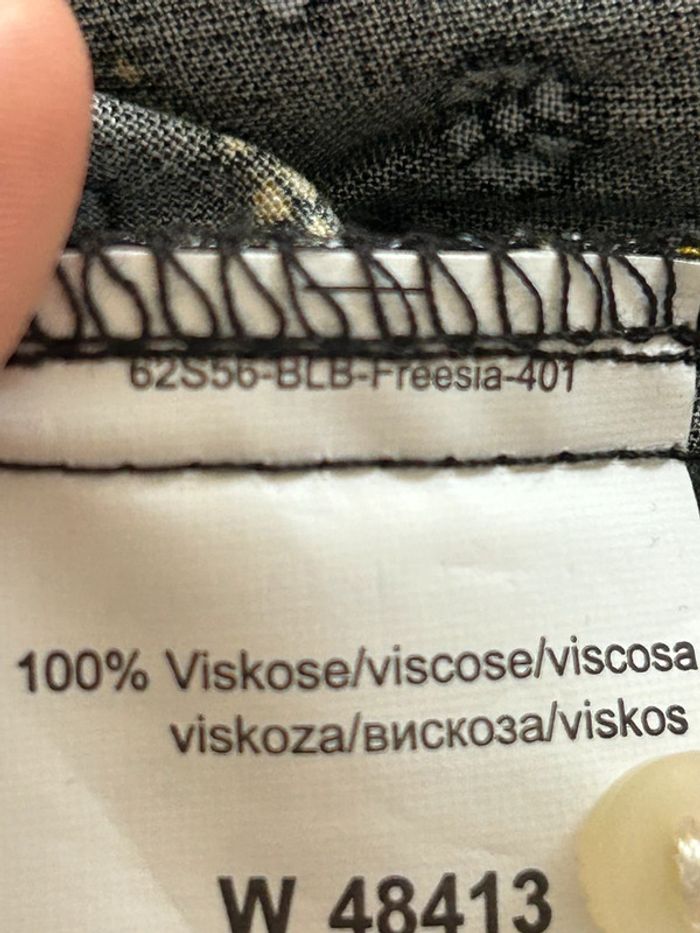 62S56-BLB-Freesia-401
100% Viskose/viscose/viscosa
viskoza/вискоза/viskos
W 48413